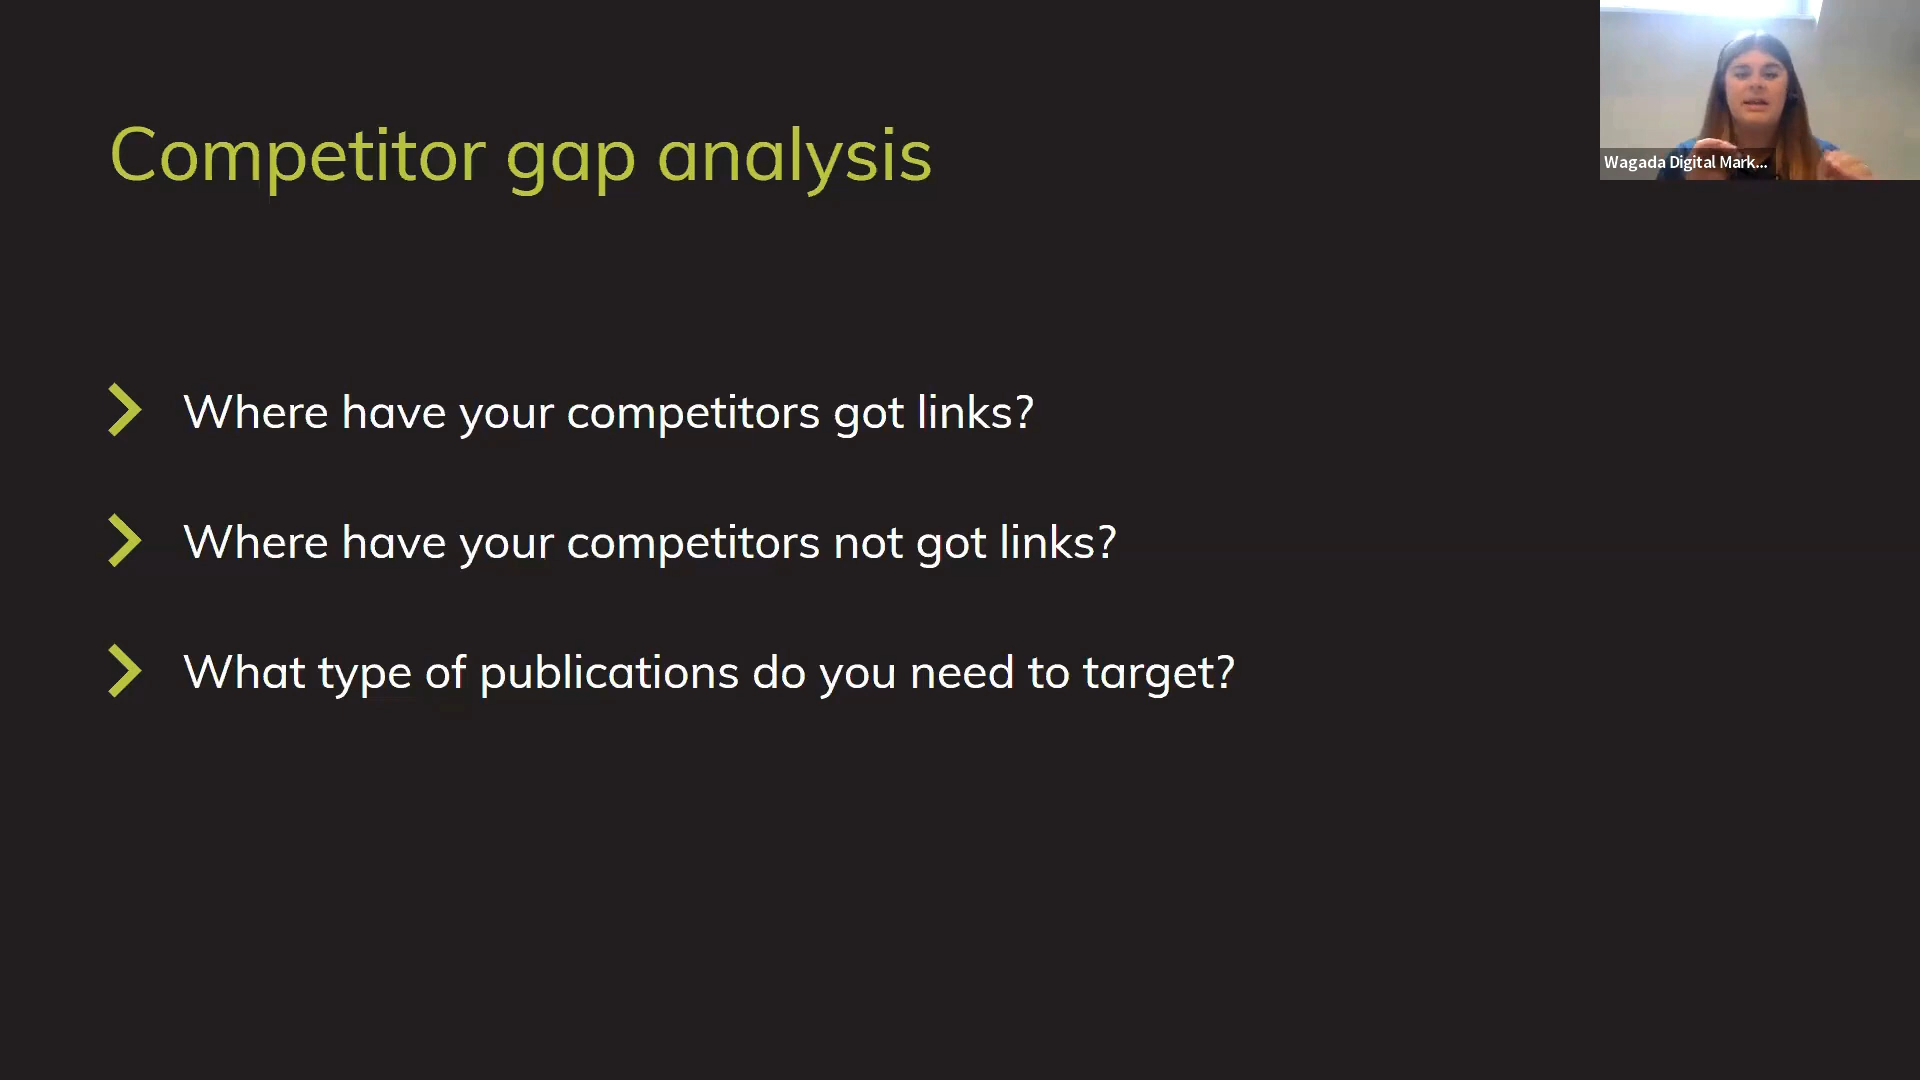 Competitor gap analysis
Wagada Digital Mark...
Where have your competitors got links?
Where have your competitors not got links?
What type of publications do you need to target?